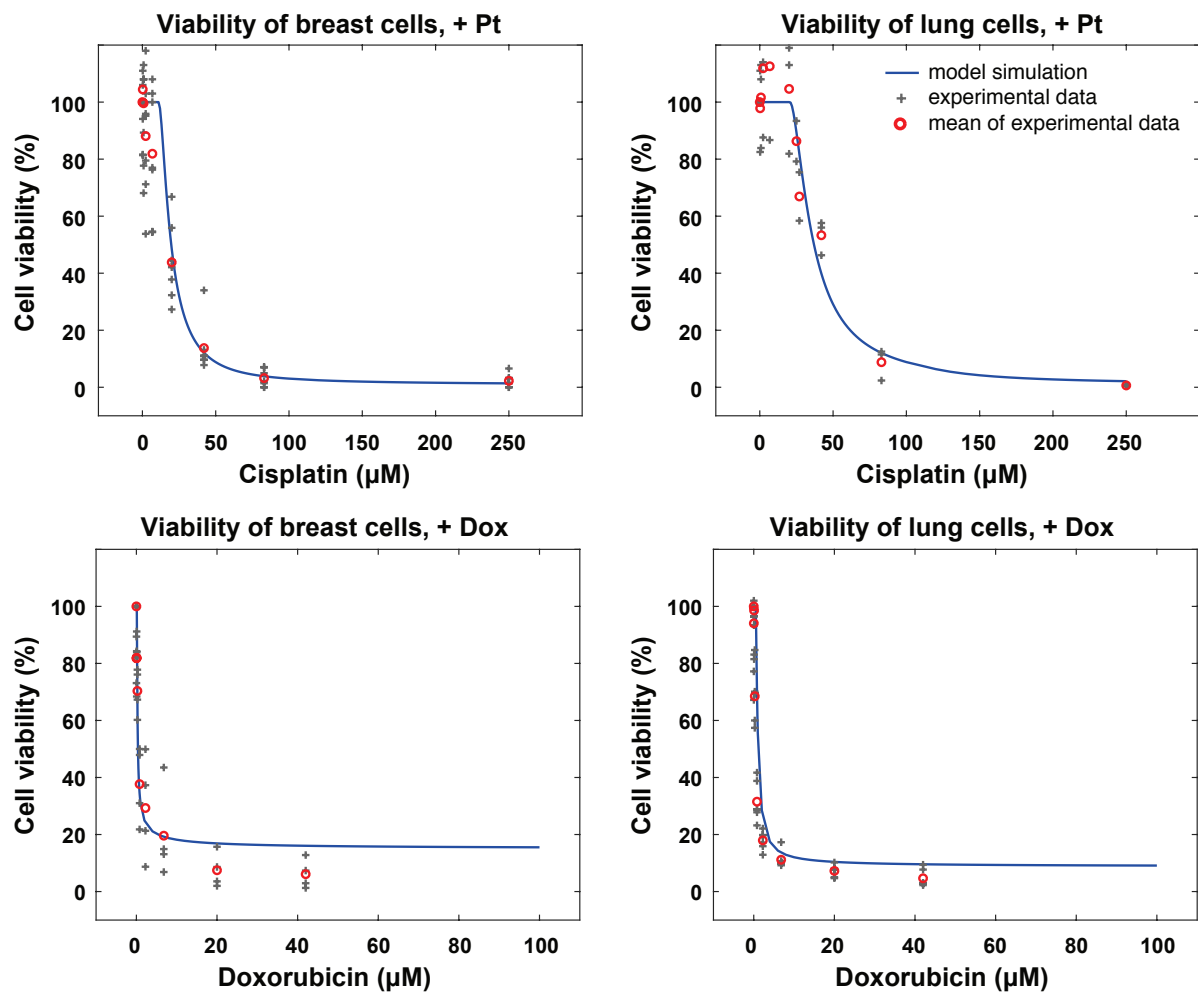 Viability of breast cells, + Pt
100
80
60
40
20
0
Cell viability (%)
0 50 100 150 200 250
Cisplatin (µM)
Viability of lung cells, + Pt
model simulation
experimental data
mean of experimental data
100
80
60
40
20
0
Cell viability (%)
0 50 100 150 200 250
Cisplatin (µM)
Viability of breast cells, + Dox
100
80
60
40
20
0
Cell viability (%)
0 20 40 60 80 100
Doxorubicin (µM)
Viability of lung cells, + Dox
100
80
60
40
20
0
Cell viability (%)
0 20 40 60 80 100
Doxorubicin (µM)